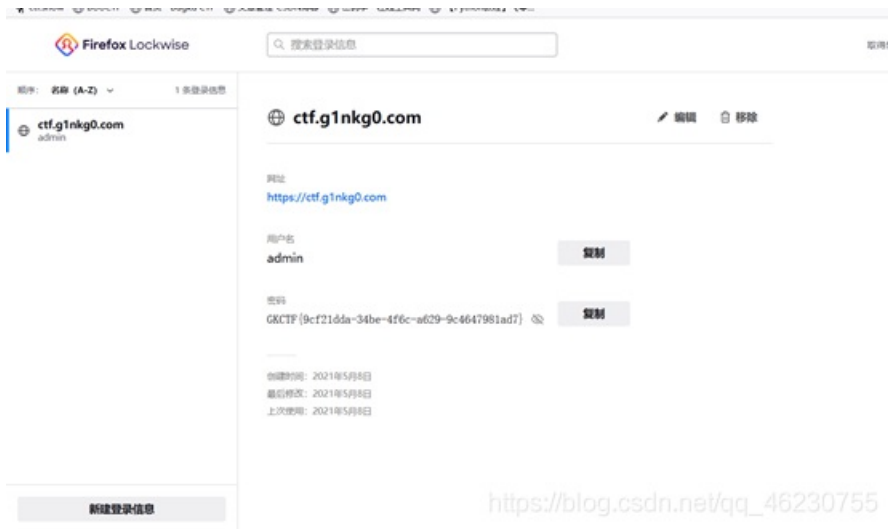 Firefox Lockwise
搜索登录信息
顺序: 名称 (A-Z)
1 条登录信息
ctf.g1nkg0.com
admin
ctf.g1nkg0.com
编辑
移除
网址
https://ctf.g1nkg0.com
用户名
admin
复制
密码
GKCTF{9cf21dda-34be-4f6c-a629-9c4647981ad7}
复制
创建时间: 2021年5月8日
最后修改: 2021年5月8日
上次使用: 2021年5月8日
新建登录信息
https://blog.csdn.net/qq_46230755